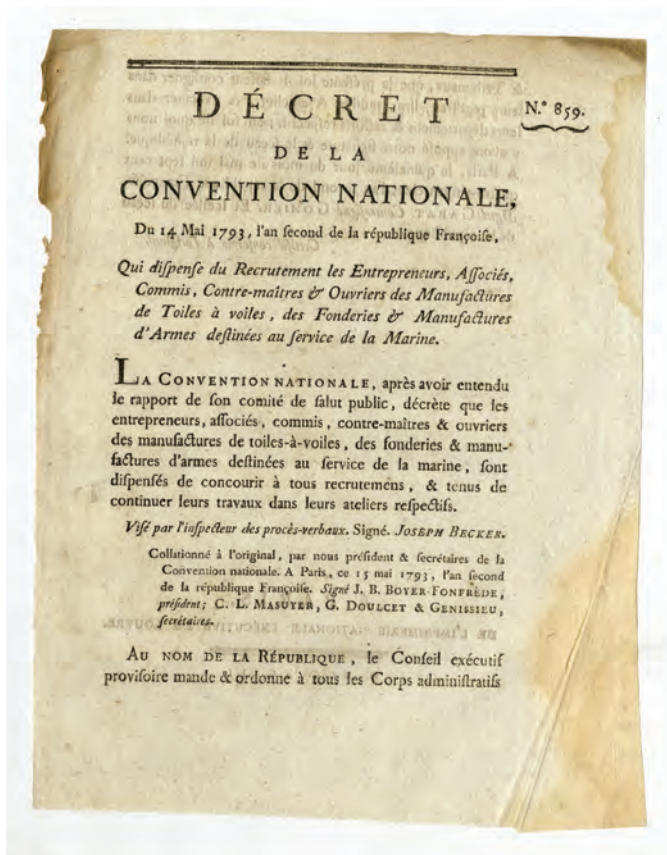 DÉCRET
N.º 859.
DE LA
CONVENTION NATIONALE,
Du 14 Mai 1793, l'an ſecond de la république Françoiſe,
Qui diſpenſe du Recrutement les Entrepreneurs, Aſſociés,
Commis, Contre-maîtres & Ouvriers des Manufactures
de Toiles à voiles, des Fonderies & Manufactures
d'Armes deſtinées au ſervice de la Marine.
LA CONVENTION NATIONALE, après avoir entendu
le rapport de ſon comité de ſalut public, décrète que les
entrepreneurs, aſſociés, commis, contre-maîtres & ouvriers
des manufactures de toiles-à-voiles, des fonderies & manu-
factures d'armes deſtinées au ſervice de la marine, ſont
diſpenſés de concourir à tous recrutemens, & tenus de
continuer leurs travaux dans leurs ateliers reſpectifs.
Viſé par l'inſpecteur des procès-verbaux. Signé. JOSEPH BECKER.
Collationné à l'original, par nous préſident & ſecrétaires de la
Convention nationale. A Paris, ce 15 mai 1793, l'an ſecond
de la république Françoiſe. Signé J. B. BOYER-FONFRÈDE,
préſident; C. L. MASUYER, G. DOULCET & GENISSIEU,
ſecrétaires.
AU NOM DE LA RÉPUBLIQUE, le Conſeil exécutif
proviſoire mande & ordonne à tous les Corps adminiſtratifs